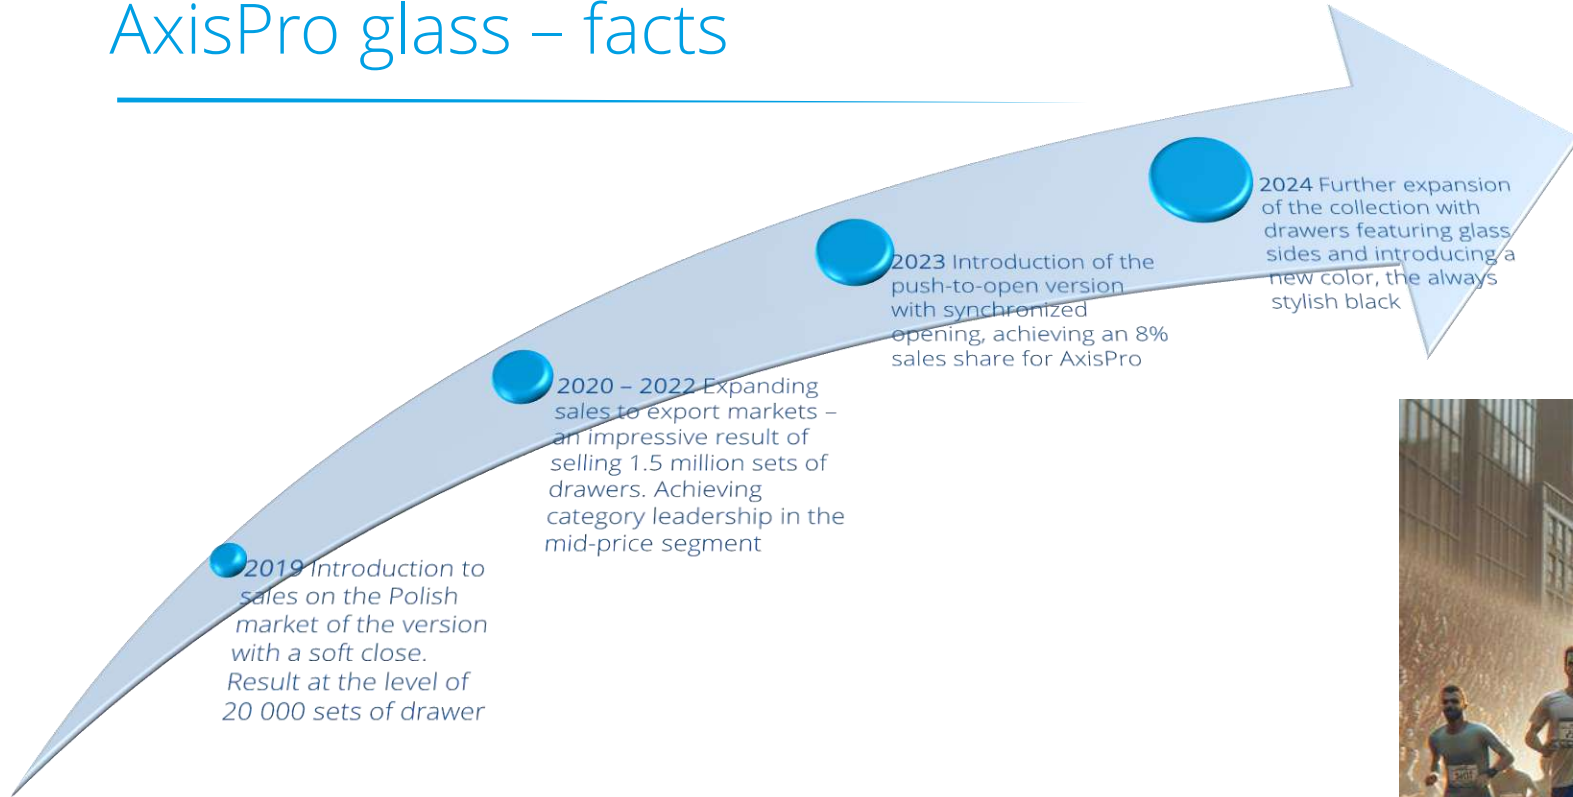 AxisPro glass – facts
2019 Introduction to
sales on the Polish
market of the version
with a soft close.
Result at the level of
20 000 sets of drawer
2020 – 2022 Expanding
sales to export markets –
an impressive result of
selling 1.5 million sets of
drawers. Achieving
category leadership in the
mid-price segment
2023 Introduction of the
push-to-open version
with synchronized
opening, achieving an 8%
sales share for AxisPro
2024 Further expansion
of the collection with
drawers featuring glass
sides and introducing a
new color, the always
stylish black